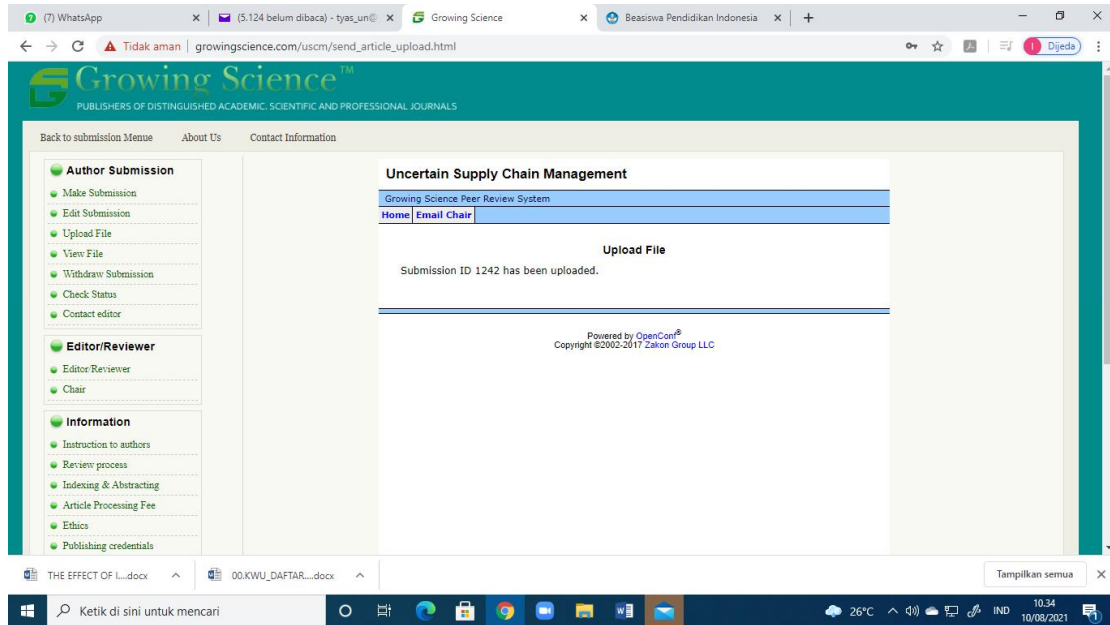 (7) WhatsApp
(5.124 belum dibaca) - tyas_un
Growing Science
Beasiswa Pendidikan Indonesia
Tidak aman
growingscience.com/uscm/send_article_upload.html
Dijeda
Growing Science™
PUBLISHERS OF DISTINGUISHED ACADEMIC. SCIENTIFIC AND PROFESSIONAL JOURNALS
Back to submission Menue About Us Contact Information
Author Submission
Make Submission
Edit Submission
Upload File
View File
Withdraw Submission
Check Status
Contact editor
Editor/Reviewer
Editor/Reviewer
Chair
Information
Instruction to authors
Review process
Indexing & Abstracting
Article Processing Fee
Ethics
Publishing credentials
Uncertain Supply Chain Management
Growing Science Peer Review System
Home Email Chair
Upload File
Submission ID 1242 has been uploaded.
Powered by OpenConf®
Copyright ©2002-2017 Zakon Group LLC
THE EFFECT OF I....docx
00.KWU_DAFTAR....docx
Tampilkan semua
Ketik di sini untuk mencari
26°C
IND
10.34
10/08/2021